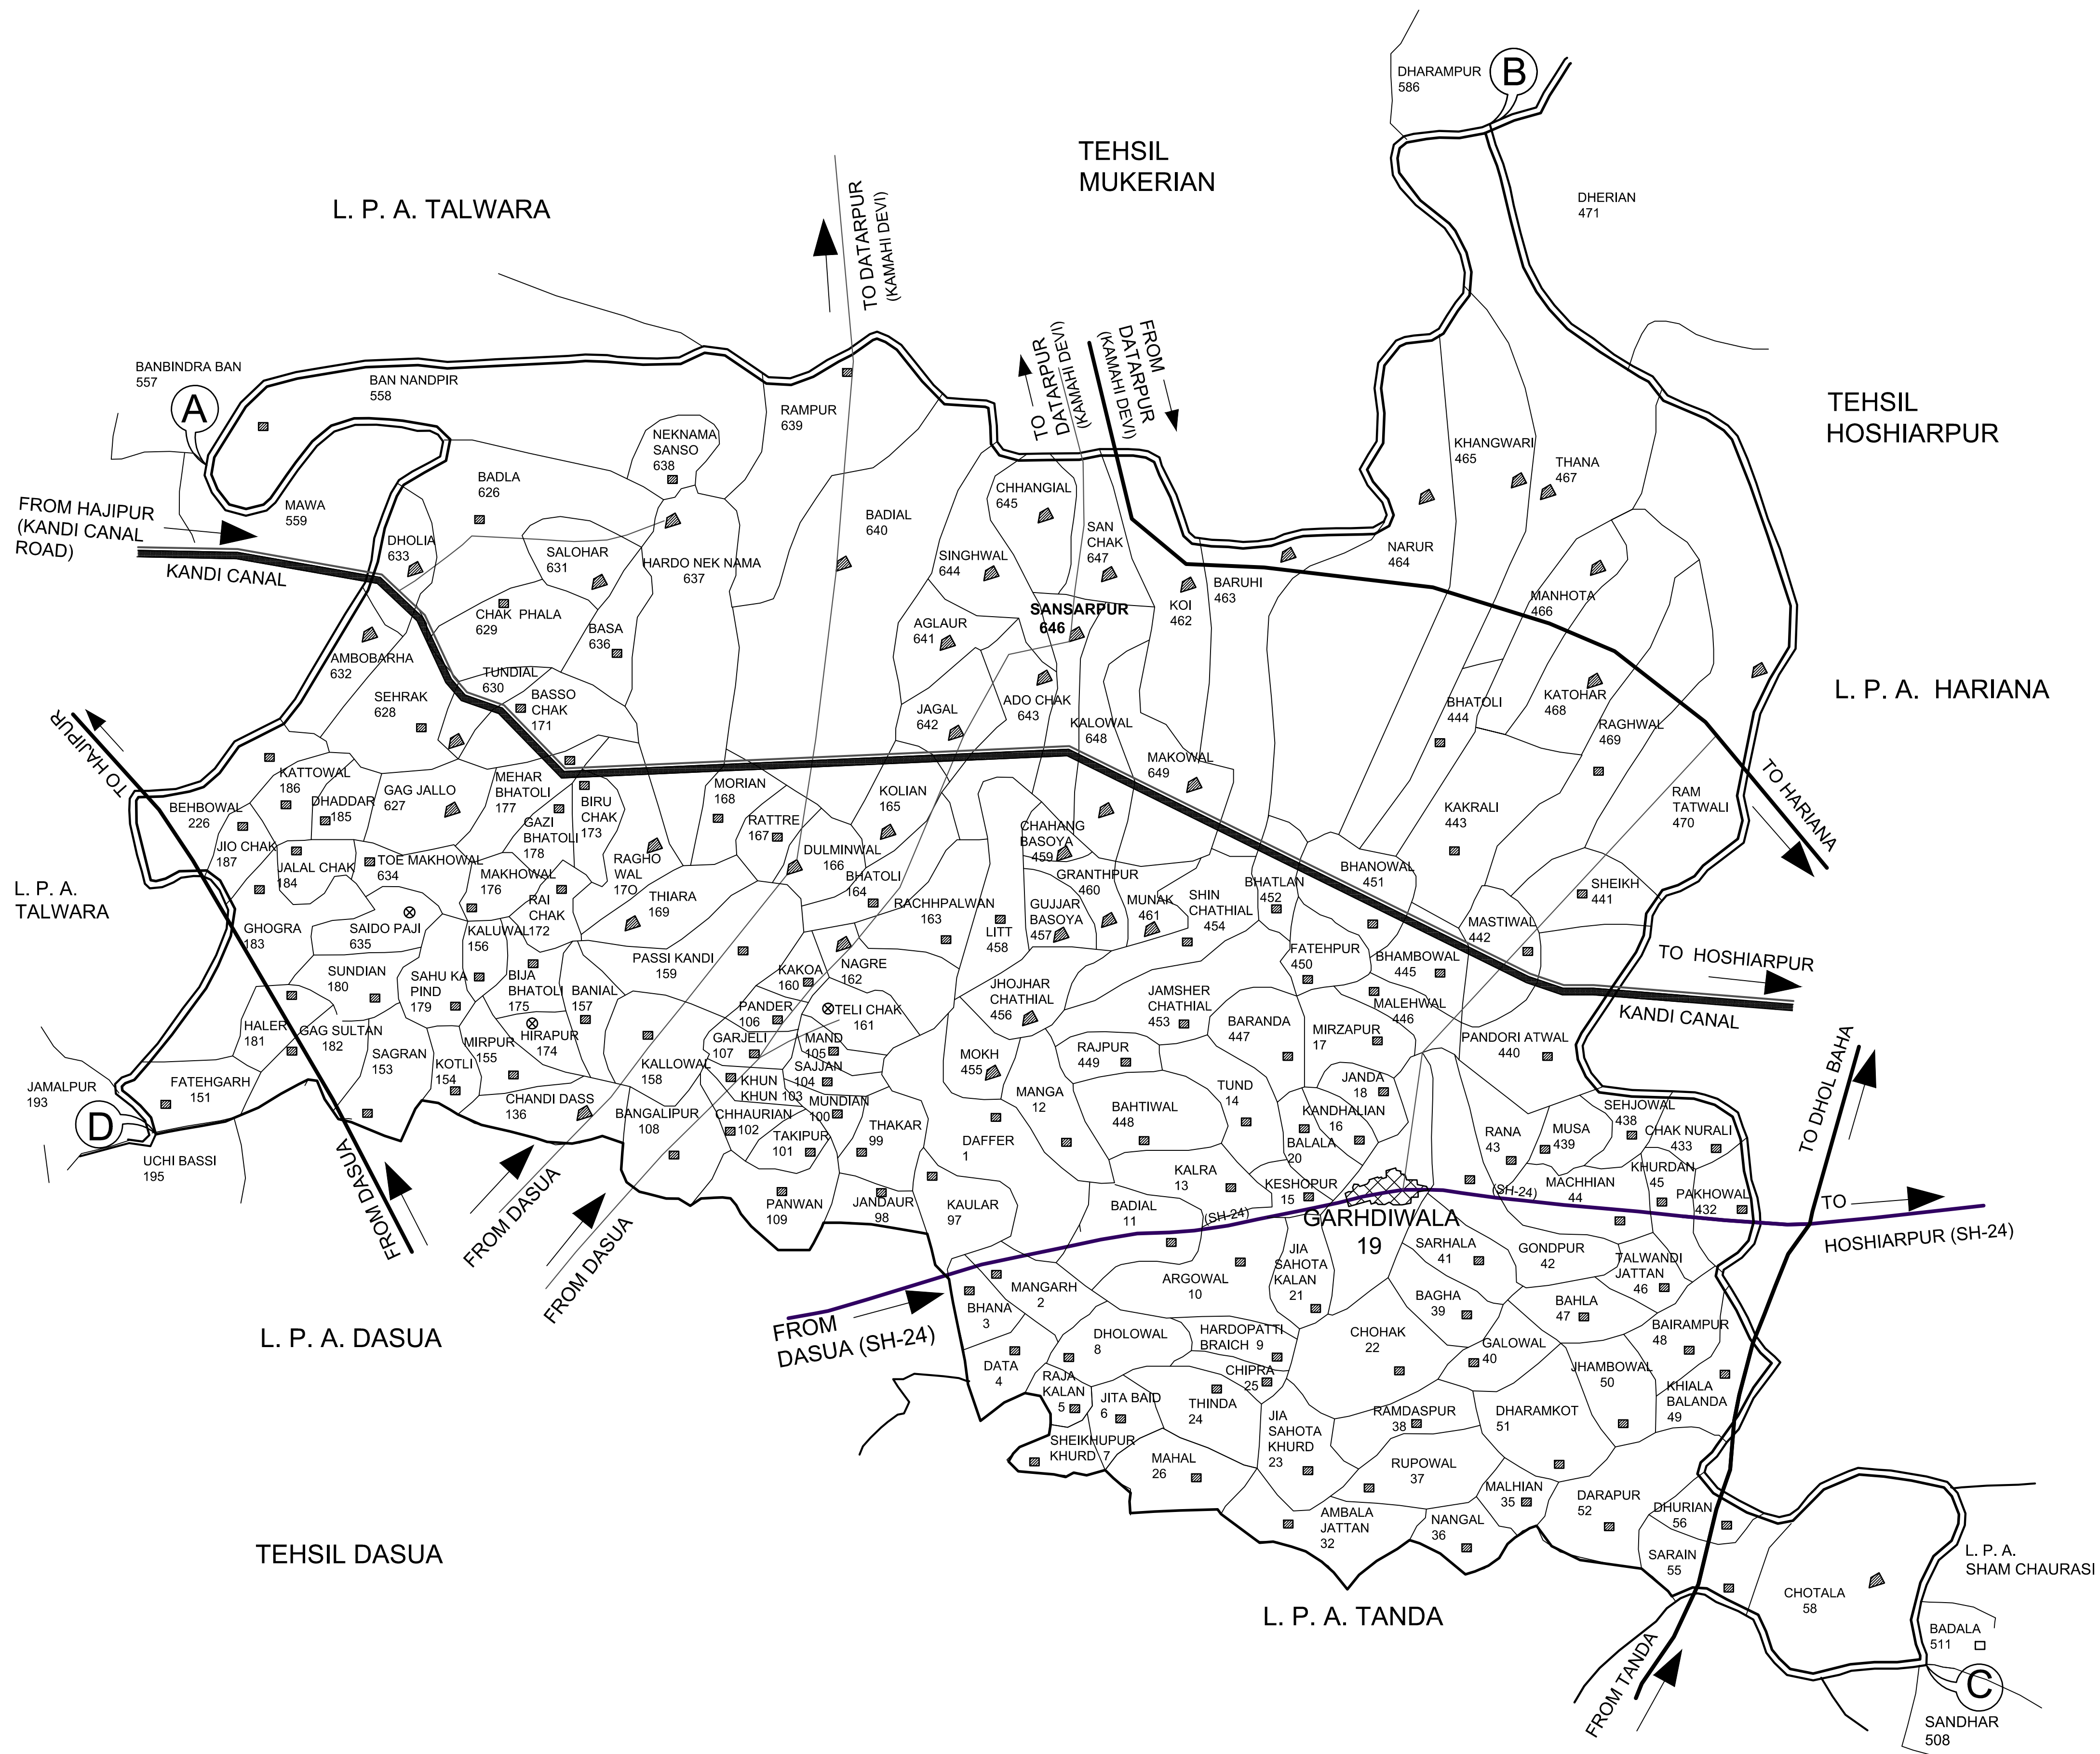 DHARAMPUR
586
B
TEHSIL
MUKERIAN
DHERIAN
471
L. P. A. TALWARA
TO DATARPUR
(KAMAHI DEVI)
TO
DATARPUR
(KAMAHI DEVI)
FROM
DATARPUR
(KAMAHI DEVI)
BANBINDRA BAN
557
A
BAN NANDPIR
558
RAMPUR
639
TEHSIL
HOSHIARPUR
NEKNAMA
SANSO
638
KHANGWARI
465
THANA
467
BADLA
626
MAWA
559
CHHANGIAL
645
BADIAL
640
SAN
CHAK
647
FROM HAJIPUR
(KANDI CANAL
ROAD)
DHOLIA
633
SALOHAR
631
HARDO NEK NAMA
637
SINGHWAL
644
NARUR
464
KANDI CANAL
BARUHI
463
MANHOTA
466
CHAK PHALA
629
BASA
636
AGLAUR
641
SANSARPUR
646
KOI
462
AMBOBARHA
632
TUNDIAL
630
SEHRAK
628
BASSO
CHAK
171
JAGAL
642
ADO CHAK
643
KALOWAL
648
BHATOLI
444
KATOHAR
468
RAGHWAL
469
L. P. A. HARIANA
TO HAJIPUR
KATTOWAL
186
DHADDAR
185
GAG JALLO
627
MEHAR
BHATOLI
177
BIRU
CHAK
173
MORIAN
168
KOLIAN
165
MAKOWAL
649
TO HARIANA
BEHBOWAL
226
GAZI
BHATOLI
178
RATTRE
167
CHAHANG
BASOYA
459
KAKRALI
443
RAM
TATWALI
470
JIO CHAK
187
JALAL CHAK
184
TOE MAKHOWAL
634
MAKHOWAL
176
RAGHO
WAL
17O
DULMINWAL
166
BHATOLI
164
GRANTHPUR
460
BHANOWAL
451
L. P. A.
TALWARA
RAI
CHAK
172
THIARA
169
RACHHPALWAN
163
LITT
458
GUJJAR
BASOYA
457
MUNAK
461
SHIN
CHATHIAL
454
BHATLAN
452
SHEIKH
441
GHOGRA
183
SAIDO PAJI
635
KALUWAL
156
MASTIWAL
442
PASSI KANDI
159
KAKOA
160
NAGRE
162
FATEHPUR
450
BHAMBOWAL
445
TO HOSHIARPUR
SUNDIAN
180
SAHU KA
PIND
179
BIJA
BHATOLI
175
BANIAL
157
JHOJHAR
CHATHIAL
456
JAMSHER
CHATHIAL
453
MALEHWAL
446
KANDI CANAL
HALER
181
GAG SULTAN
182
PANDER
106
TELI CHAK
161
BARANDA
447
MIRZAPUR
17
PANDORI ATWAL
440
SAGRAN
153
KOTLI
154
MIRPUR
155
HIRAPUR
174
GARJELI
107
MAND
105
MOKH
455
RAJPUR
449
TO DHOL BAHA
JAMALPUR
193
FATEHGARH
151
KALLOWAL
158
SAJJAN
104
KHUN
KHUN 103
MANGA
12
TUND
14
JANDA
18
D
CHANDI DASS
136
BANGALIPUR
108
CHHAURIAN
102
MUNDIAN
100
BAHTIWAL
448
KANDHALIAN
16
SEHJOWAL
438
UCHI BASSI
195
TAKIPUR
101
THAKAR
99
DAFFER
1
BALALA
20
RANA
43
MUSA
439
CHAK NURALI
433
FROM DASUA
FROM DASUA
FROM DASUA
PANWAN
109
JANDAUR
98
KAULAR
97
KALRA
13
KESHOPUR
15
KHURDAN
45
MACHHIAN
44
PAKHOWAL
432
BADIAL
11
(SH-24)
(SH-24)
GARHDIWALA
19
TO
HOSHIARPUR (SH-24)
SARHALA
41
GONDPUR
42
TALWANDI
JATTAN
46
MANGARH
2
ARGOWAL
10
JIA
SAHOTA
KALAN
21
BHANA
3
BAGHA
39
BAHLA
47
BAIRAMPUR
48
L. P. A. DASUA
FROM
DASUA (SH-24)
DHOLOWAL
8
HARDOPATTI
BRAICH 9
CHOHAK
22
GALOWAL
40
DATA
4
RAJA
KALAN
5
JITA BAID
6
CHIPRA
25
THINDA
24
JHAMBOWAL
50
KHIALA
BALANDA
49
JIA
SAHOTA
KHURD
23
RAMDASPUR
38
DHARAMKOT
51
SHEIKHUPUR
KHURD 7
MAHAL
26
RUPOWAL
37
MALHIAN
35
DARAPUR
52
DHURIAN
56
AMBALA
JATTAN
32
NANGAL
36
TEHSIL DASUA
SARAIN
55
L. P. A.
SHAM CHAURASI
CHOTALA
58
L. P. A. TANDA
FROM TANDA
BADALA
511
C
SANDHAR
508